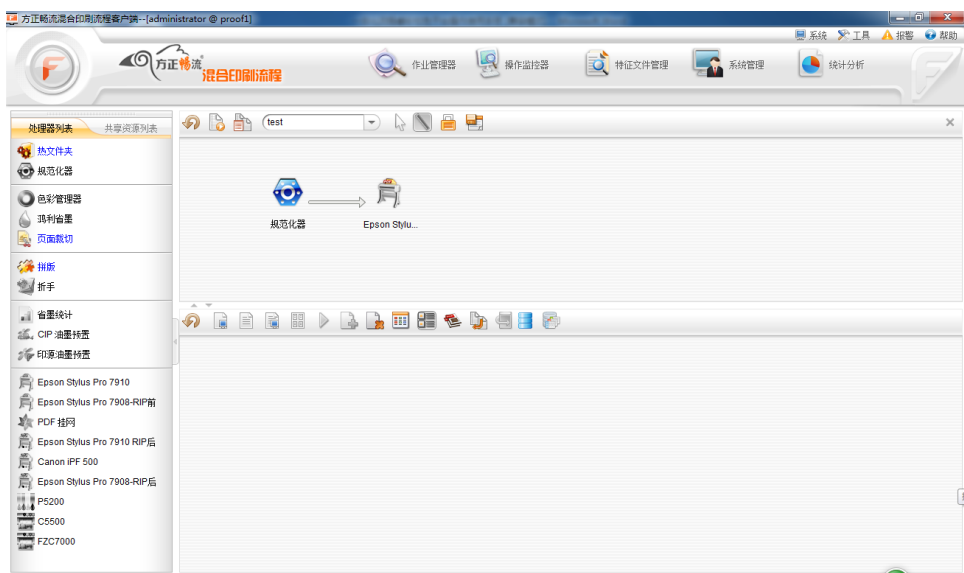 方正畅流混合印刷流程客户端--[administrator @ proof1]
系统 工具 报警 帮助
方正畅流 混合印刷流程
作业管理器 操作监控器 特征文件管理 系统管理 统计分析
处理器列表 共享资源列表
test
热文件夹
规范化器
色彩管理器
鸿利省墨
页面裁切
规范化器 Epson Stylu...
拼版
折手
省墨统计
CIP 油墨预置
印源油墨预置
Epson Stylus Pro 7910
Epson Stylus Pro 7908-RIP前
PDF 挂网
Epson Stylus Pro 7910 RIP后
Canon iPF 500
Epson Stylus Pro 7908-RIP后
P5200
C5500
FZC7000